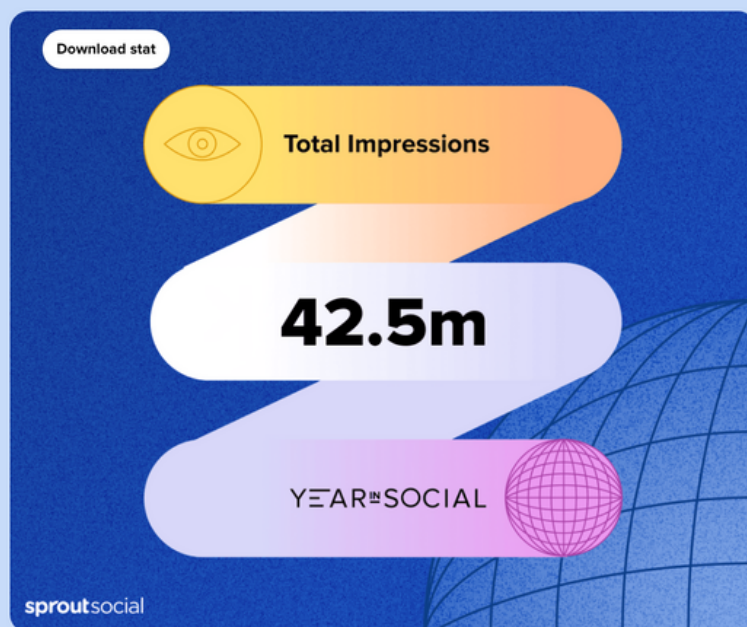 Download stat
Total Impressions
42.5m
YEAR IN SOCIAL
sproutsocial